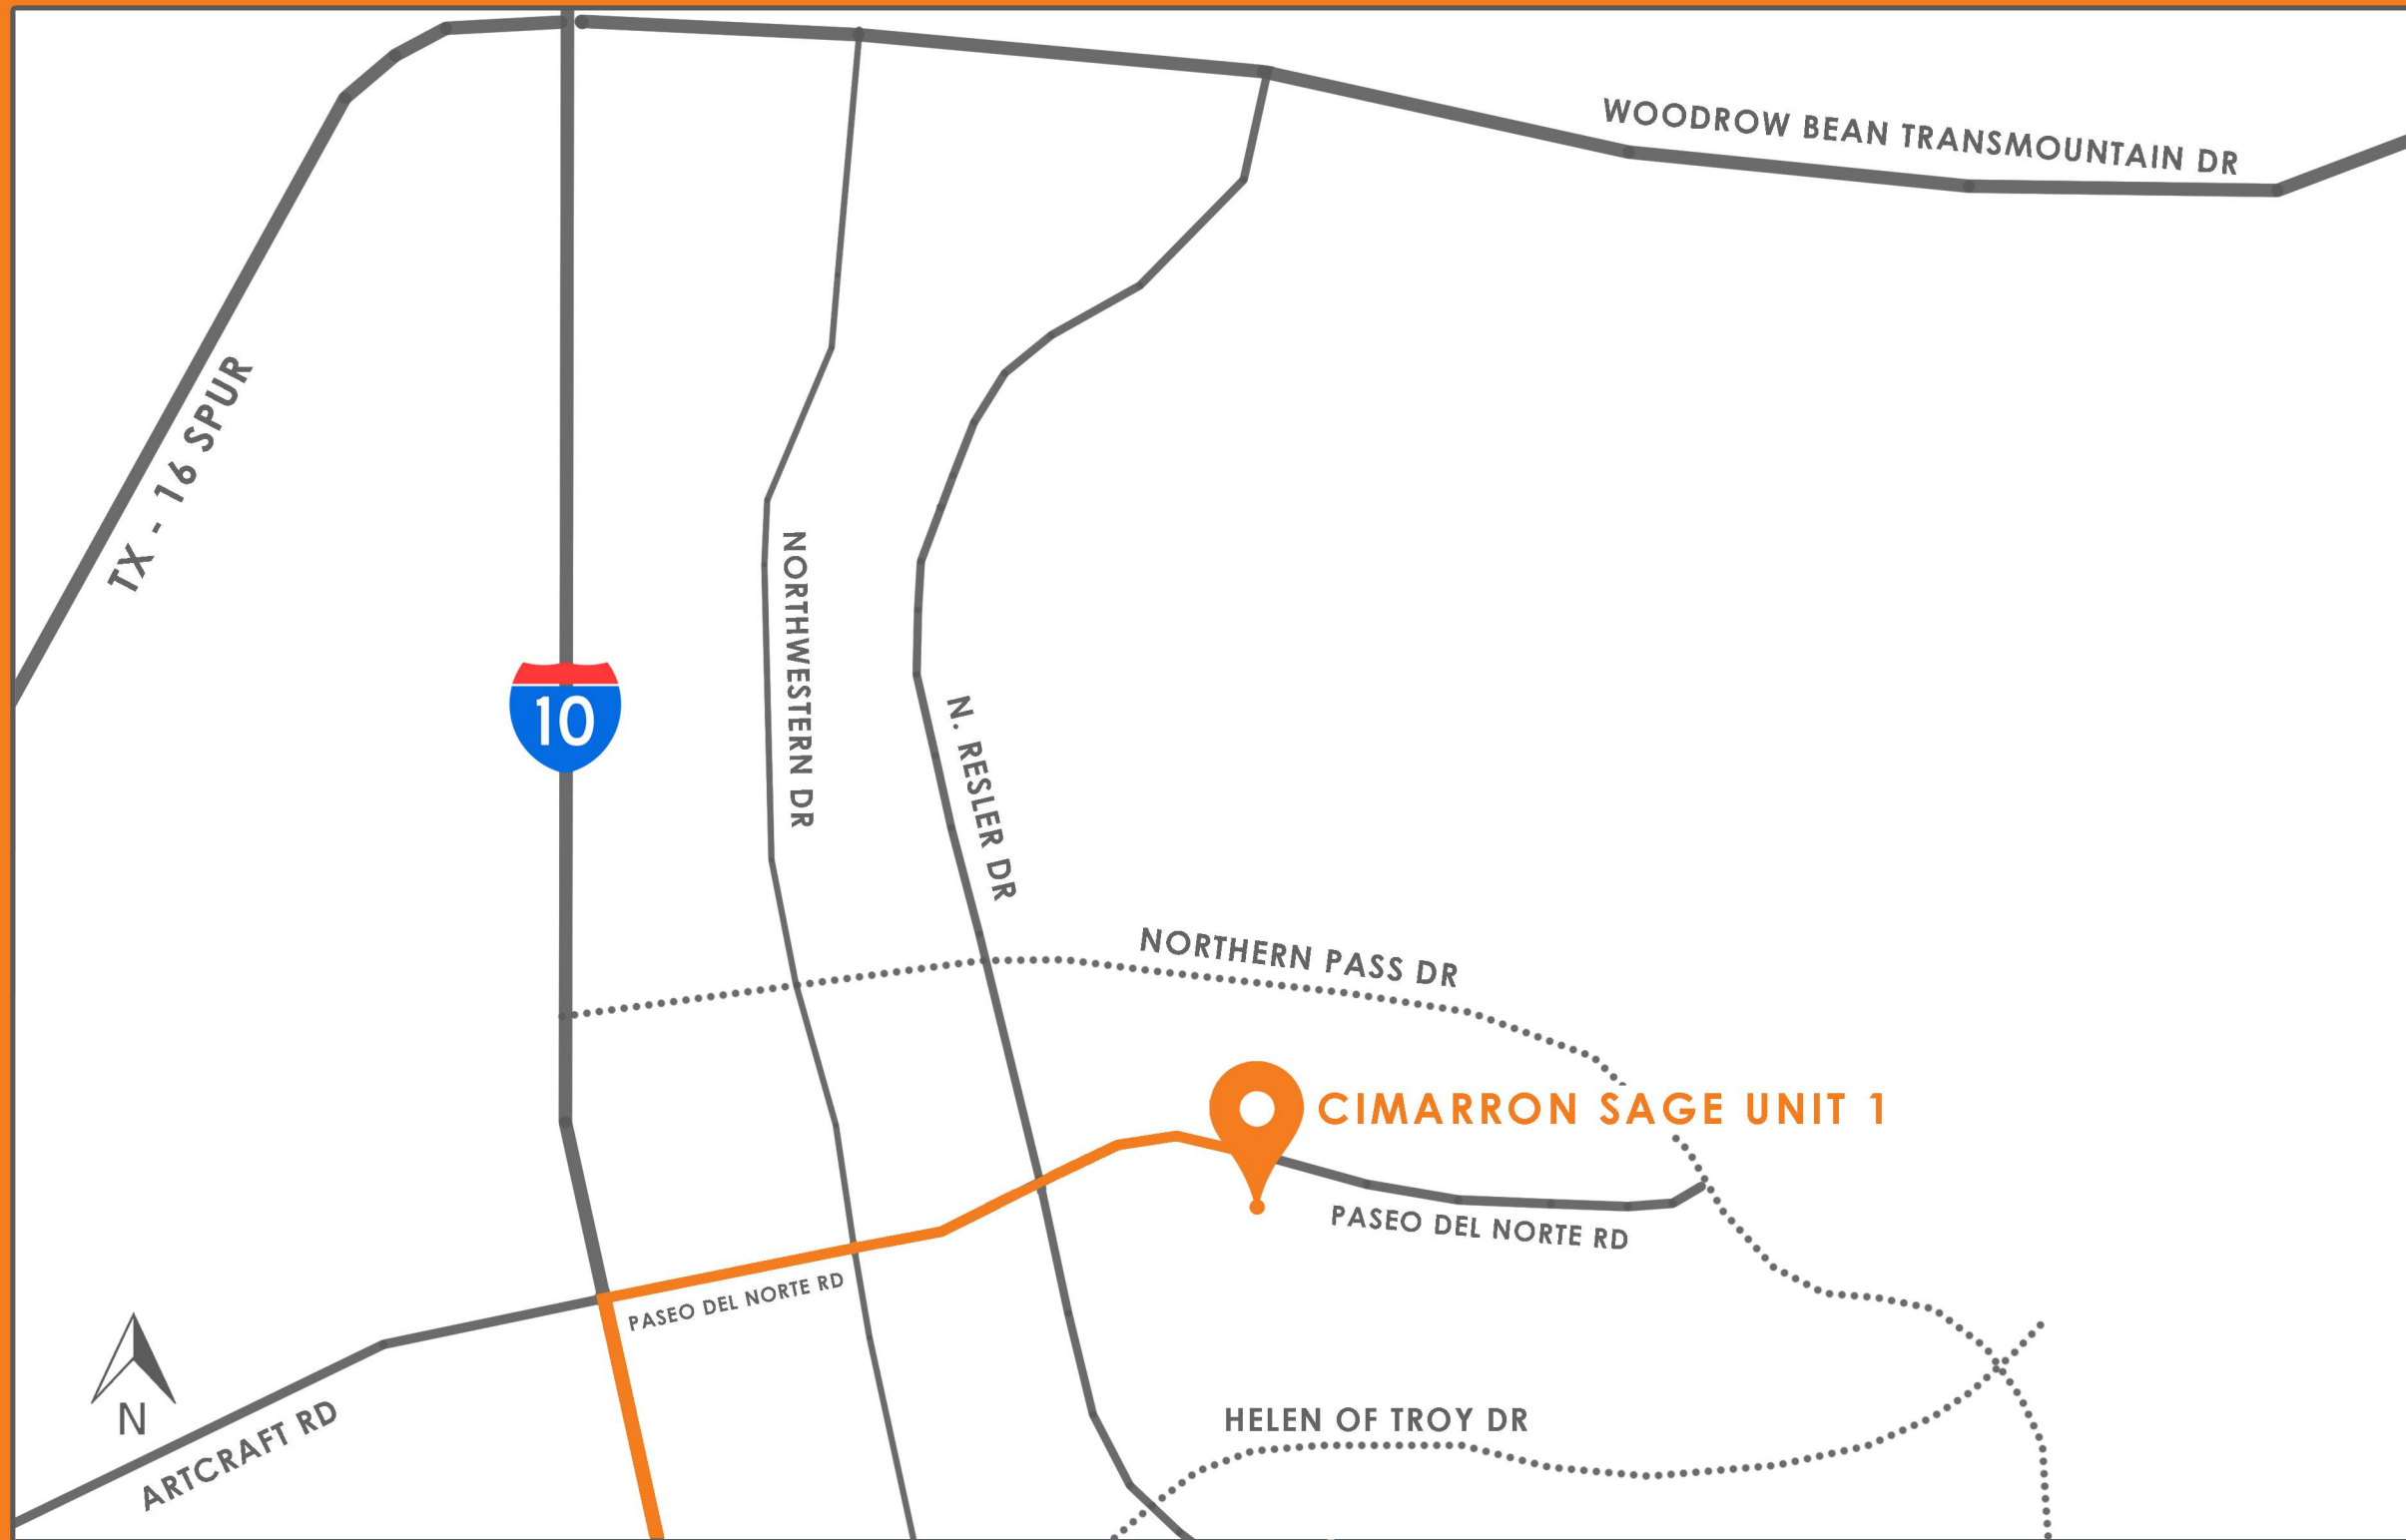 WOODROW BEAN TRANSMOUNTAIN DR
TX - 16 SPUR
NORTHWESTERN DR
10
N. RESLER DR
NORTHERN PASS DR
CIMARRON SAGE UNIT 1
PASEO DEL NORTE RD
PASEO DEL NORTE RD
N
ARTCRAFT RD
HELEN OF TROY DR